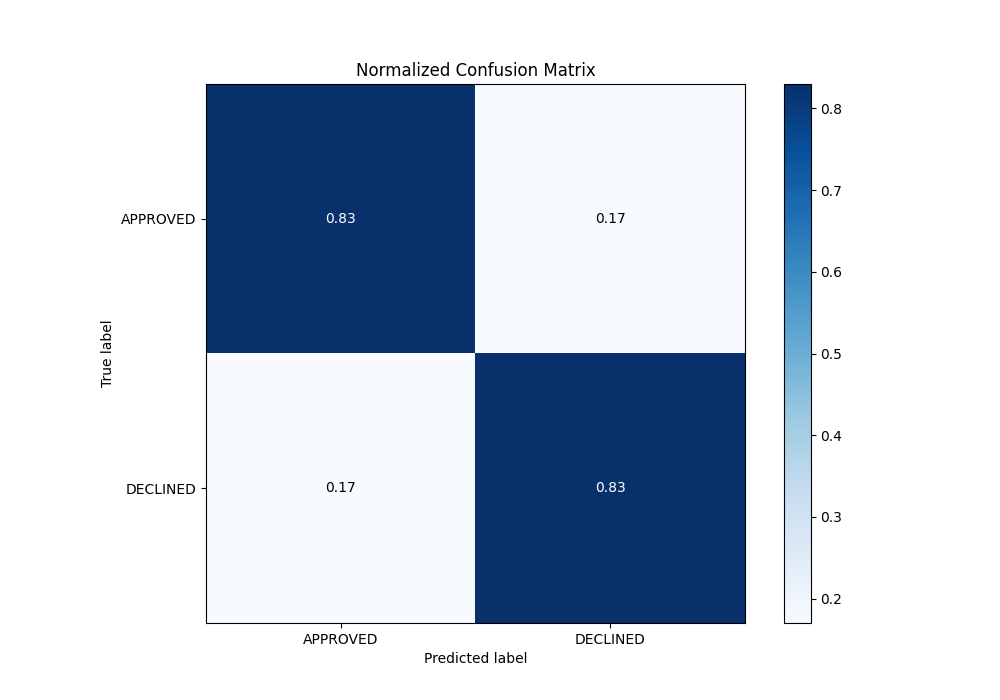 Normalized Confusion Matrix
True label
APPROVED
0.83
0.17
DECLINED
0.17
0.83
APPROVED
DECLINED
Predicted label
0.8
0.7
0.6
0.5
0.4
0.3
0.2